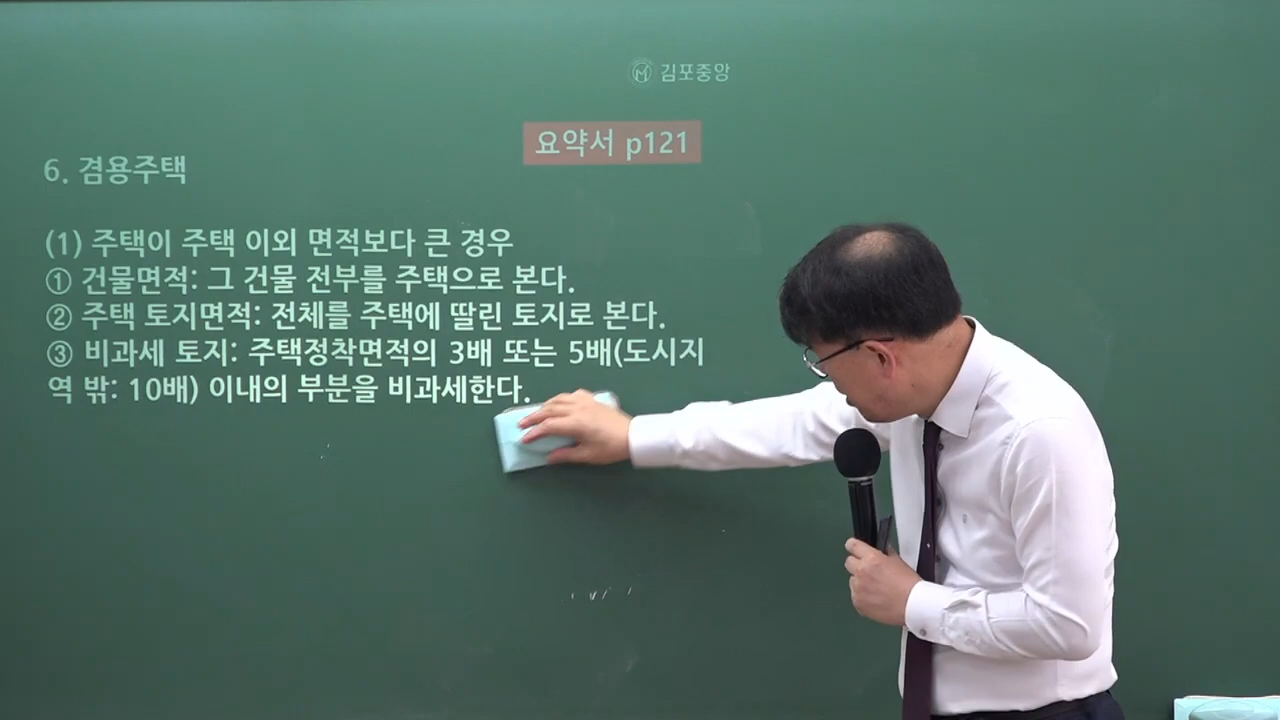 김포중앙
요약서 p121
6. 겸용주택
(1) 주택이 주택 이외 면적보다 큰 경우
① 건물면적: 그 건물 전부를 주택으로 본다.
② 주택 토지면적: 전체를 주택에 딸린 토지로 본다.
③ 비과세 토지: 주택정착면적의 3배 또는 5배(도시지
역 밖: 10배) 이내의 부분을 비과세한다.